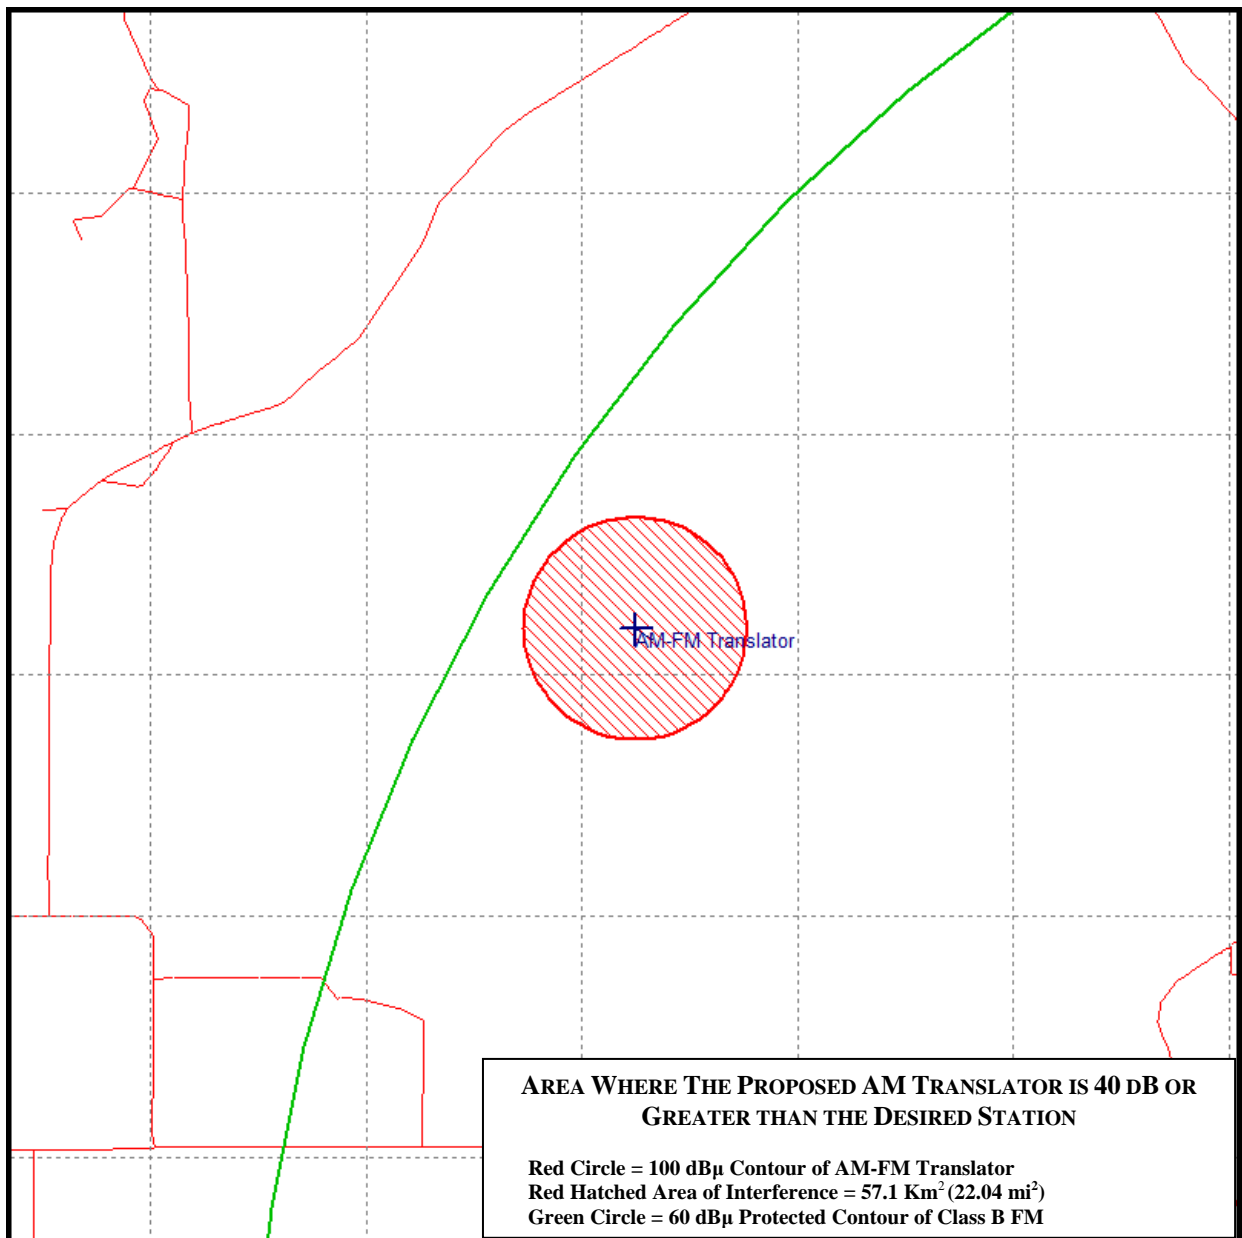 AM-FM Translator
AREA WHERE THE PROPOSED AM TRANSLATOR IS 40 DB OR
GREATER THAN THE DESIRED STATION
Red Circle = 100 dBµ Contour of AM-FM Translator
Red Hatched Area of Interference = 57.1 Km² (22.04 mi²)
Green Circle = 60 dBµ Protected Contour of Class B FM